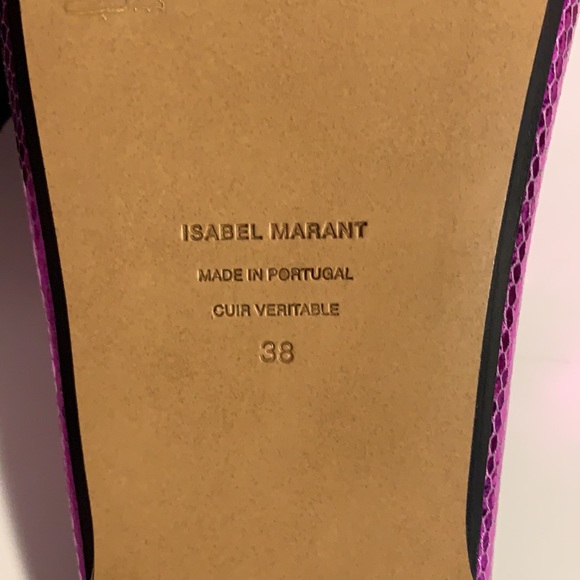 ISABEL MARANT
MADE IN PORTUGAL
CUIR VERITABLE
38